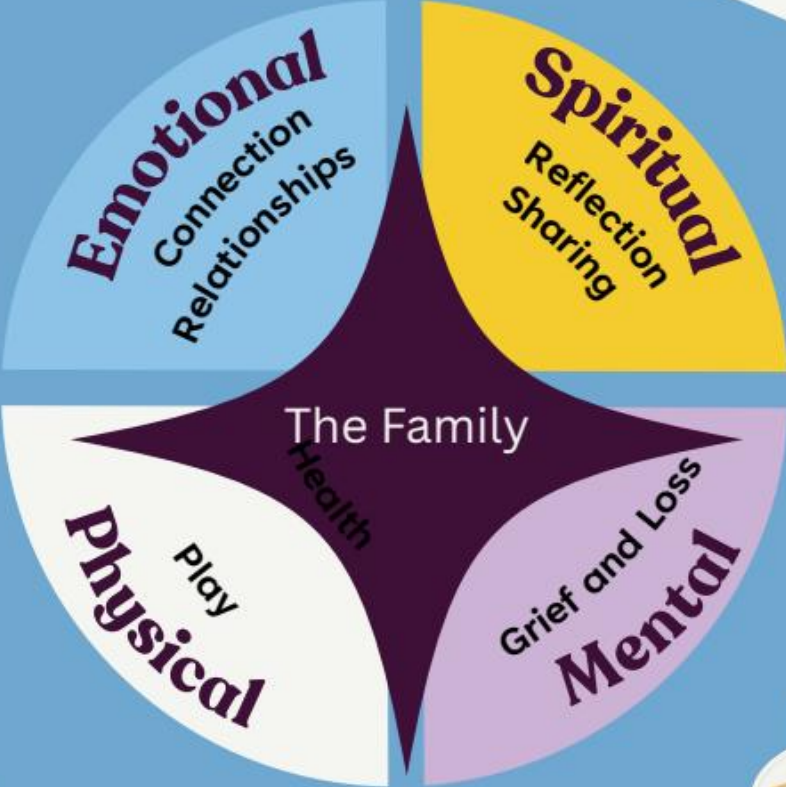 Emotional
Connection
Relationships
Spiritual
Reflection
Sharing
The Family
Health
Physical
Play
Grief and Loss
Mental